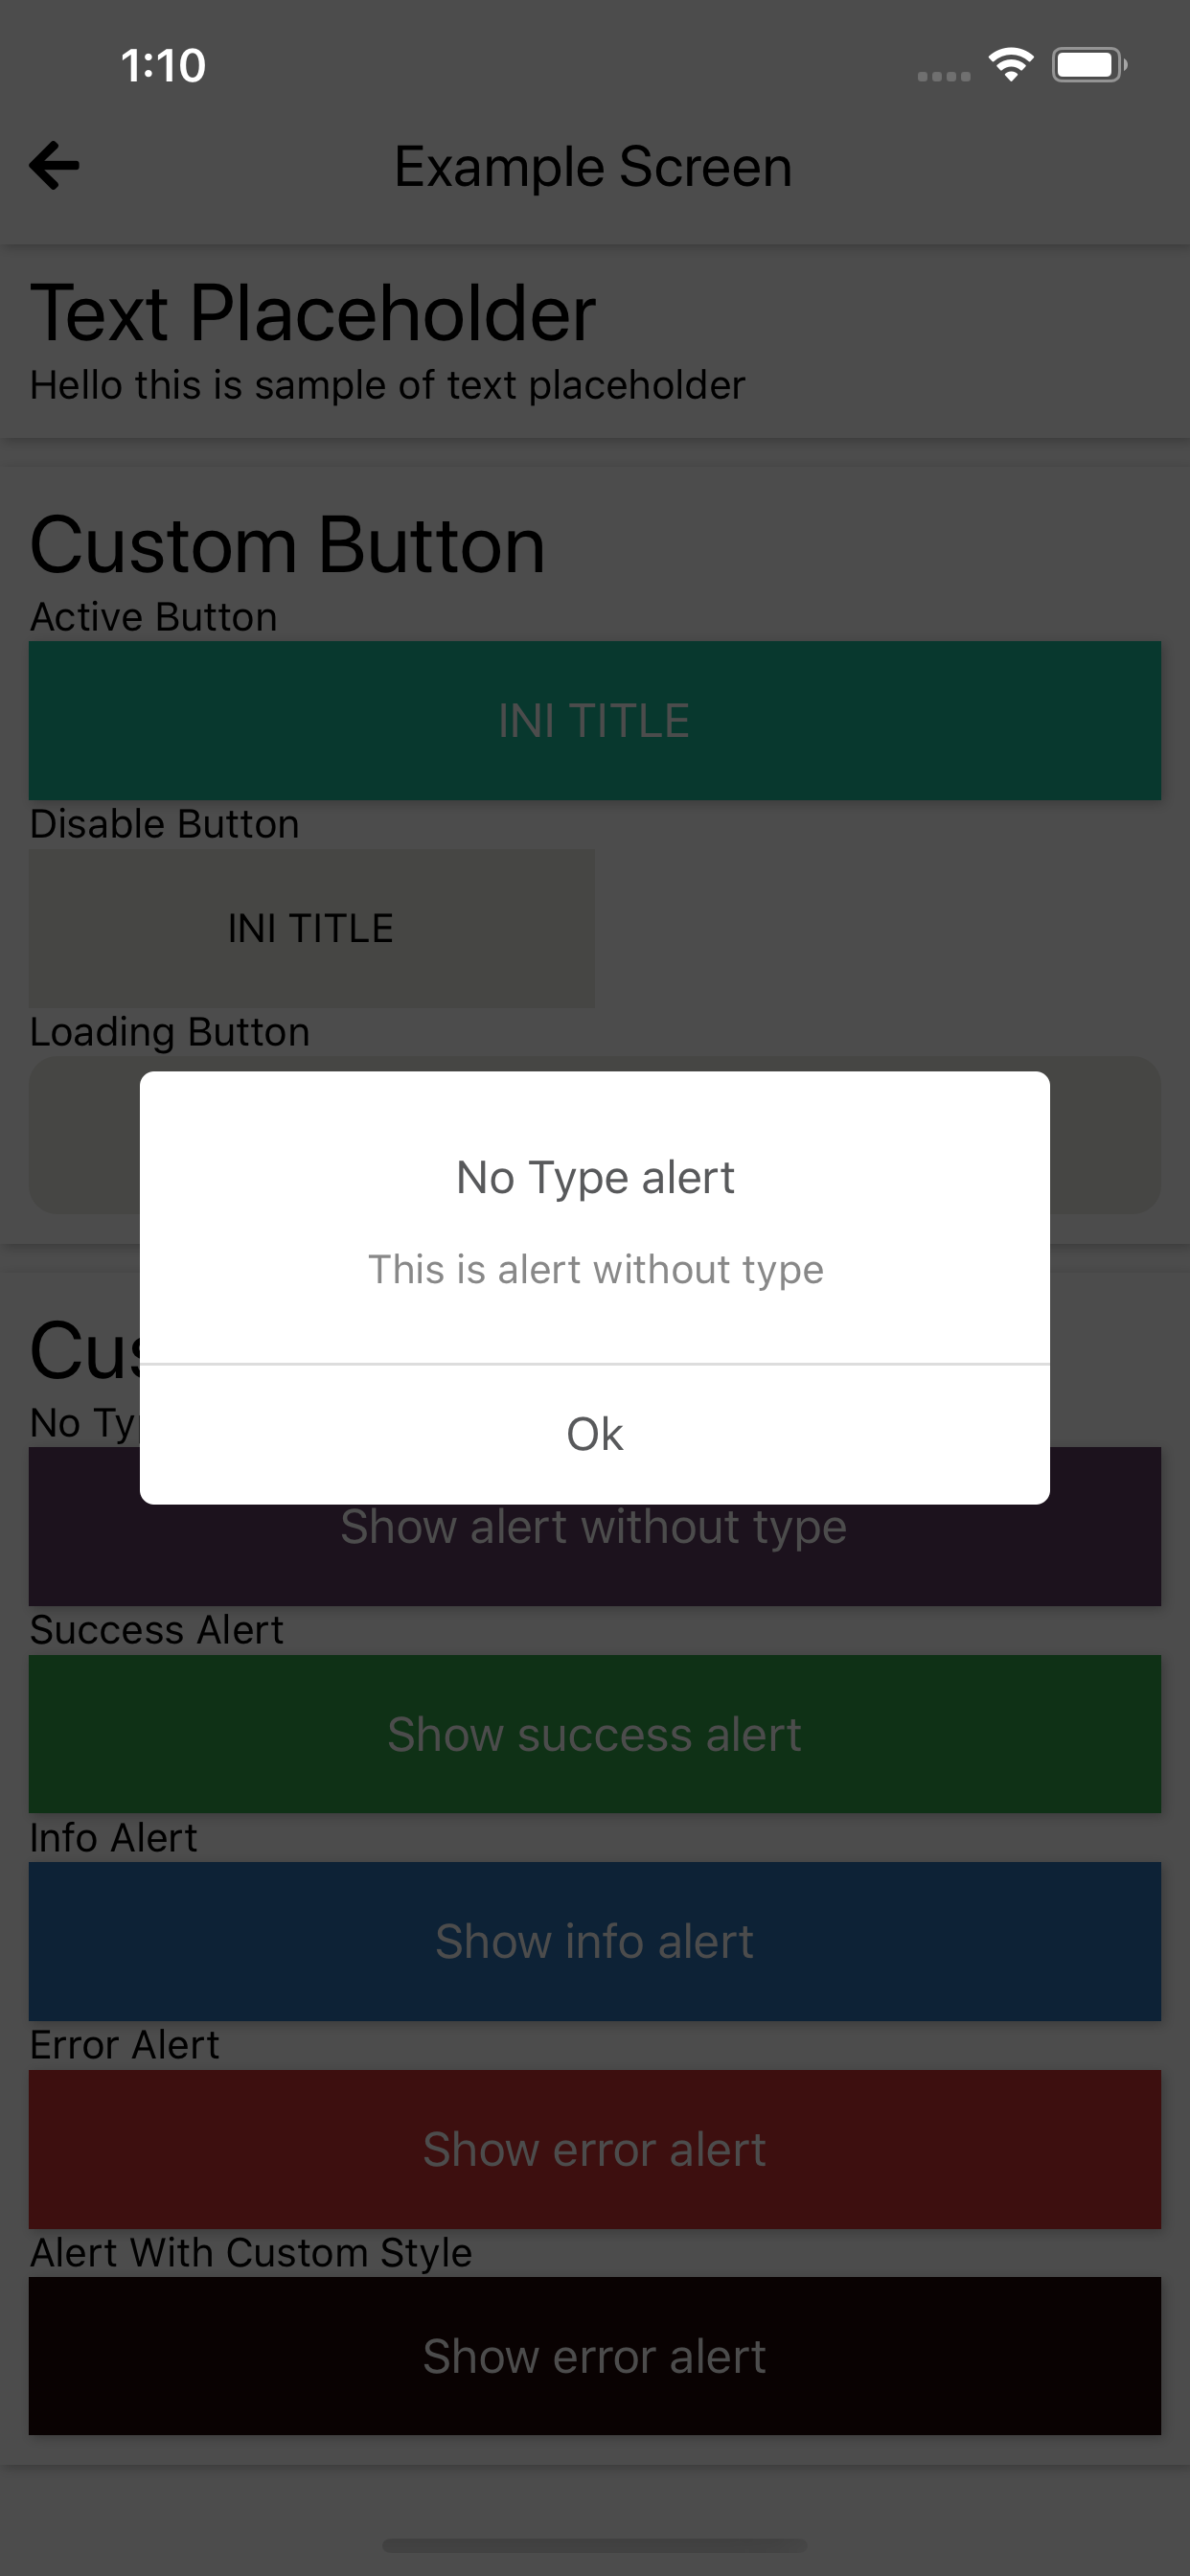 1:10
Example Screen
Text Placeholder
Hello this is sample of text placeholder
Custom Button
Active Button
INI TITLE
Disable Button
INI TITLE
Loading Button
No Type alert
This is alert without type
Ok
No
Show alert without type
Success Alert
Show success alert
Info Alert
Show info alert
Error Alert
Show error alert
Alert With Custom Style
Show error alert